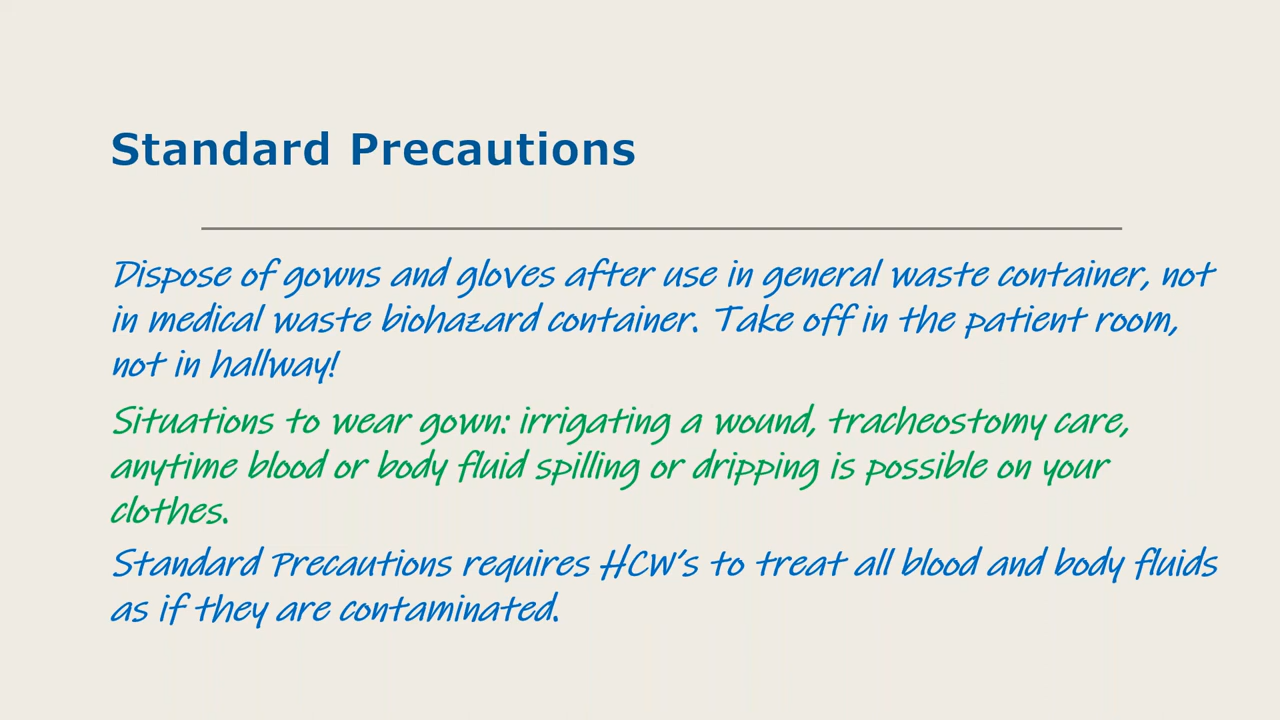 Standard Precautions
Dispose of gowns and gloves after use in general waste container, not
in medical waste biohazard container. Take off in the patient room,
not in hallway!
Situations to wear gown: irrigating a wound, tracheostomy care,
anytime blood or body fluid spilling or dripping is possible on your
clothes.
Standard Precautions requires HCW's to treat all blood and body fluids
as if they are contaminated.